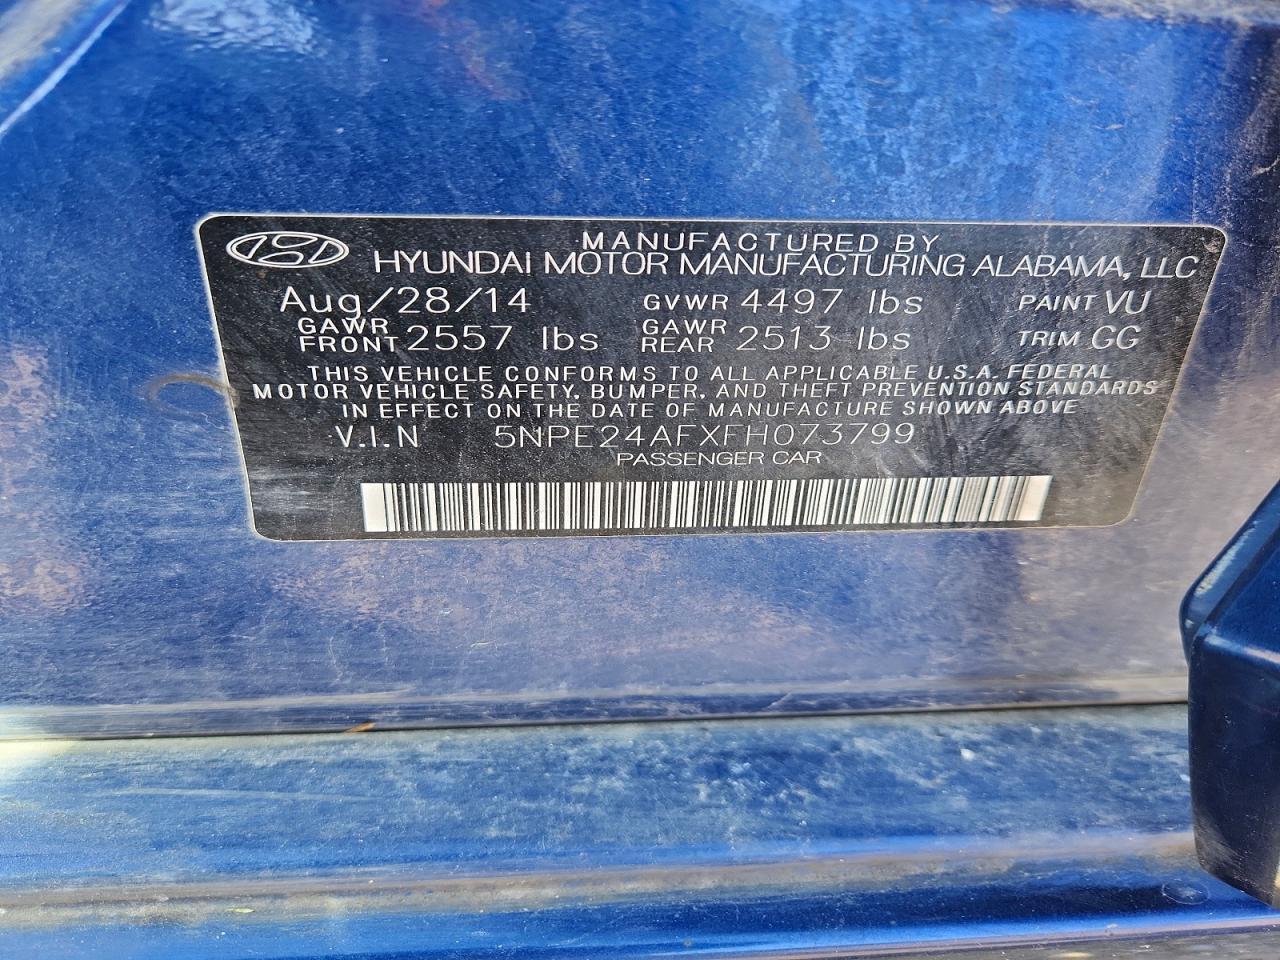 MANUFACTURED BY
HYUNDAI MOTOR MANUFACTURING ALABAMA, LLC
Aug/28/14 GVWR 4497 lbs PAINT VU
GAWR FRONT 2557 lbs GAWR REAR 2513 lbs TRIM GG
THIS VEHICLE CONFORMS TO ALL APPLICABLE U.S.A. FEDERAL
MOTOR VEHICLE SAFETY, BUMPER, AND THEFT PREVENTION STANDARDS
IN EFFECT ON THE DATE OF MANUFACTURE SHOWN ABOVE
V.I.N 5NPE24AFXFH073799
PASSENGER CAR